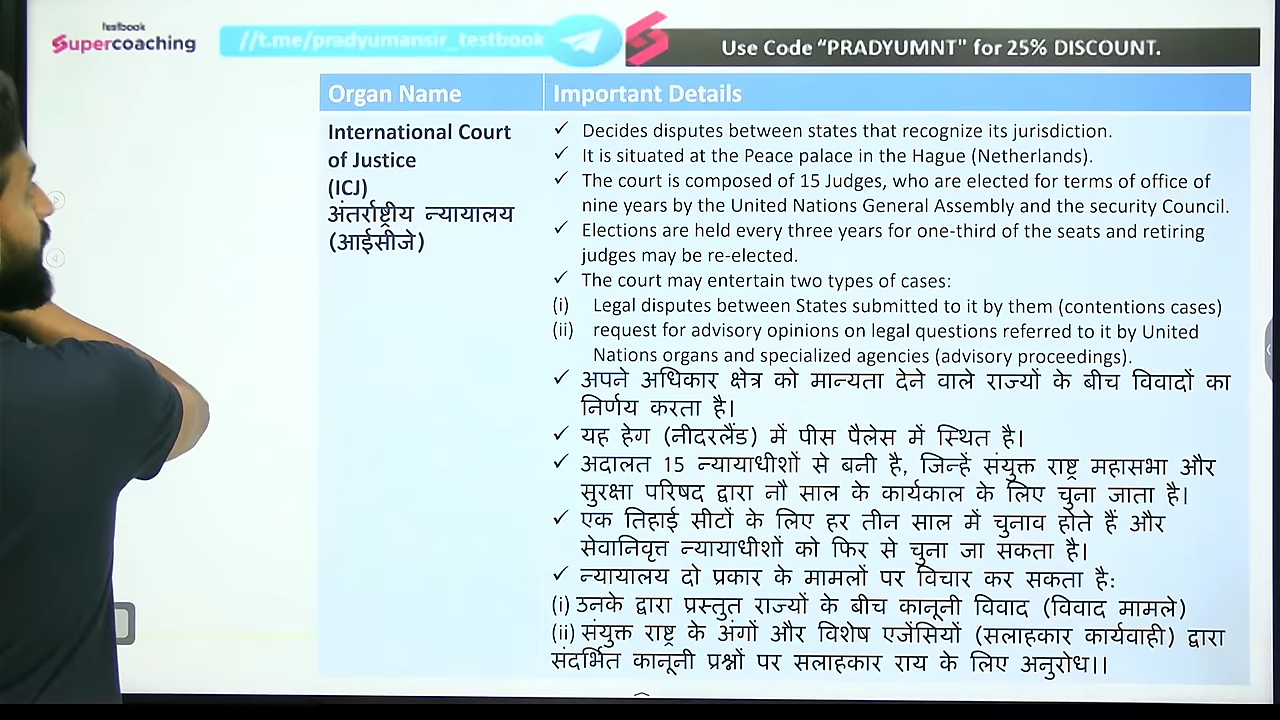 testbook
Supercoaching
//t.me/pradyumansir_testbook
Use Code “PRADYUMNT" for 25% DISCOUNT.
Organ Name
Important Details
International Court
of Justice
(ICJ)
अंतर्राष्ट्रीय न्यायालय
(आईसीजे)
✓ Decides disputes between states that recognize its jurisdiction.
✓ It is situated at the Peace palace in the Hague (Netherlands).
✓ The court is composed of 15 Judges, who are elected for terms of office of
nine years by the United Nations General Assembly and the security Council.
✓ Elections are held every three years for one-third of the seats and retiring
judges may be re-elected.
✓ The court may entertain two types of cases:
(i) Legal disputes between States submitted to it by them (contentions cases)
(ii) request for advisory opinions on legal questions referred to it by United
Nations organs and specialized agencies (advisory proceedings).
✓ अपने अधिकार क्षेत्र को मान्यता देने वाले राज्यों के बीच विवादों का
निर्णय करता है।
✓ यह हेग (नीदरलैंड) में पीस पैलेस में स्थित है।
✓ अदालत 15 न्यायाधीशों से बनी है, जिन्हें संयुक्त राष्ट्र महासभा और
सुरक्षा परिषद द्वारा नौ साल के कार्यकाल के लिए चुना जाता है।
✓ एक तिहाई सीटों के लिए हर तीन साल में चुनाव होते हैं और
सेवानिवृत्त न्यायाधीशों को फिर से चुना जा सकता है।
✓ न्यायालय दो प्रकार के मामलों पर विचार कर सकता है:
(i) उनके द्वारा प्रस्तुत राज्यों के बीच कानूनी विवाद (विवाद मामले)
(ii) संयुक्त राष्ट्र के अंगों और विशेष एजेंसियों (सलाहकार कार्यवाही) द्वारा
संदर्भित कानूनी प्रश्नों पर सलाहकार राय के लिए अनुरोध।।